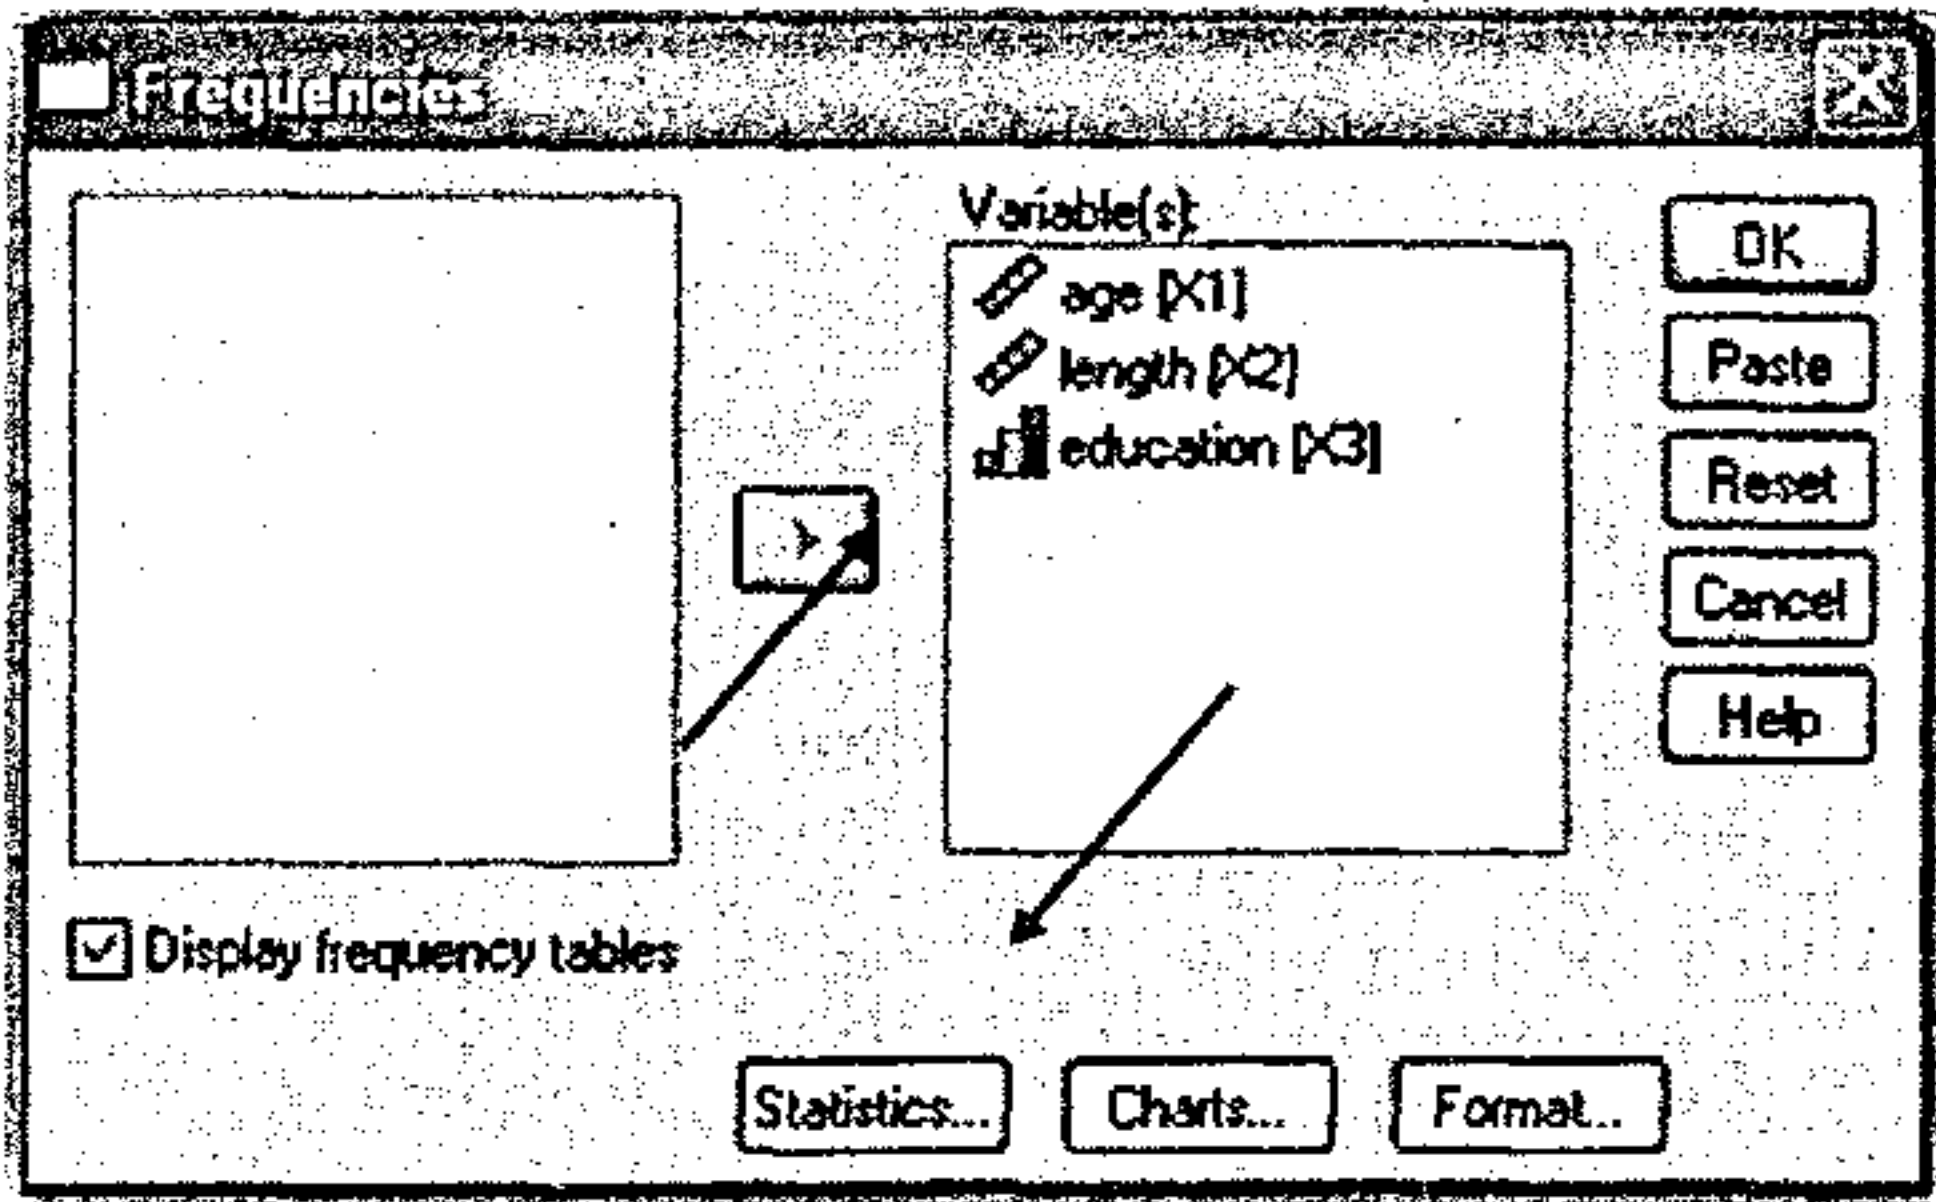 Frequencies
Variable(s):
age [X1]
length [X2]
education [X3]
OK
Paste
Reset
Cancel
Help
Display frequency tables
Statistics...
Charts...
Format...